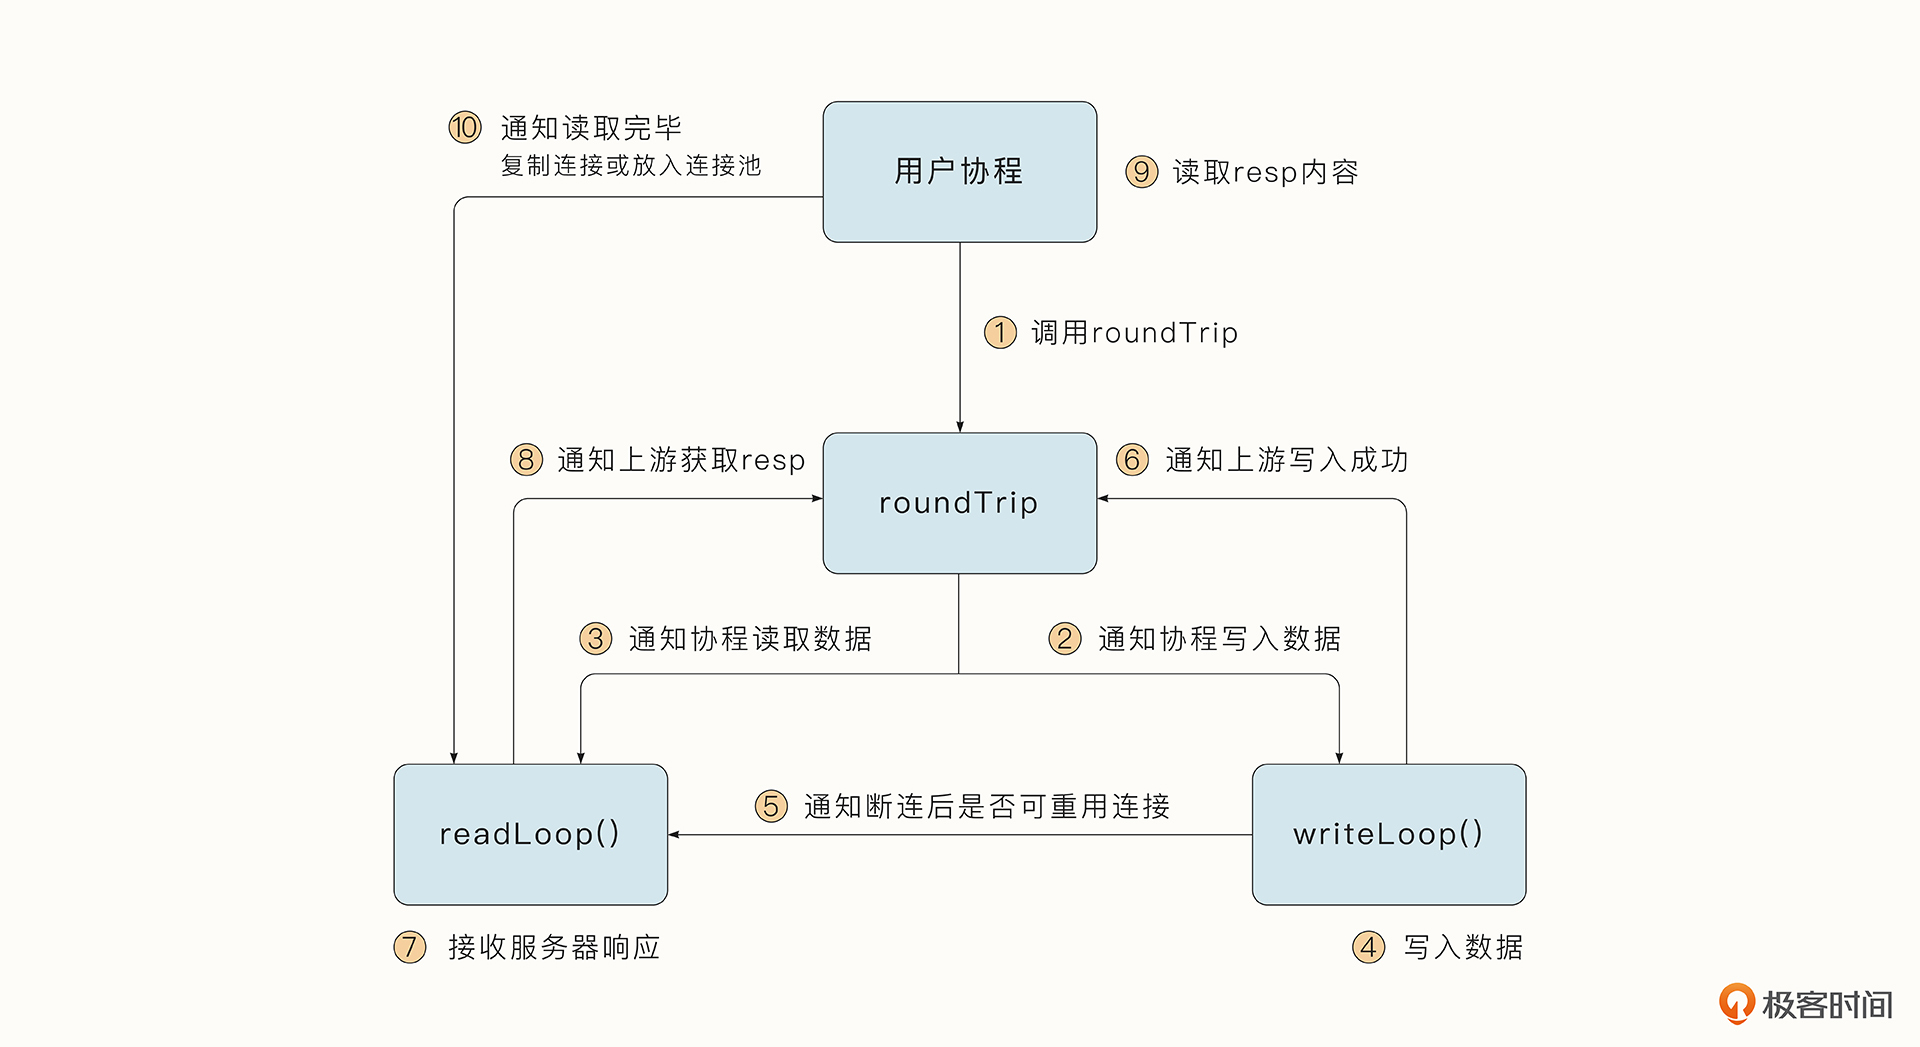 ⑩ 通知读取完毕
复制连接或放入连接池
用户协程
⑨ 读取resp内容
① 调用roundTrip
⑧ 通知上游获取resp
⑥ 通知上游写入成功
roundTrip
③ 通知协程读取数据
② 通知协程写入数据
⑤ 通知断连后是否可重用连接
readLoop()
writeLoop()
⑦ 接收服务器响应
④ 写入数据
极客时间